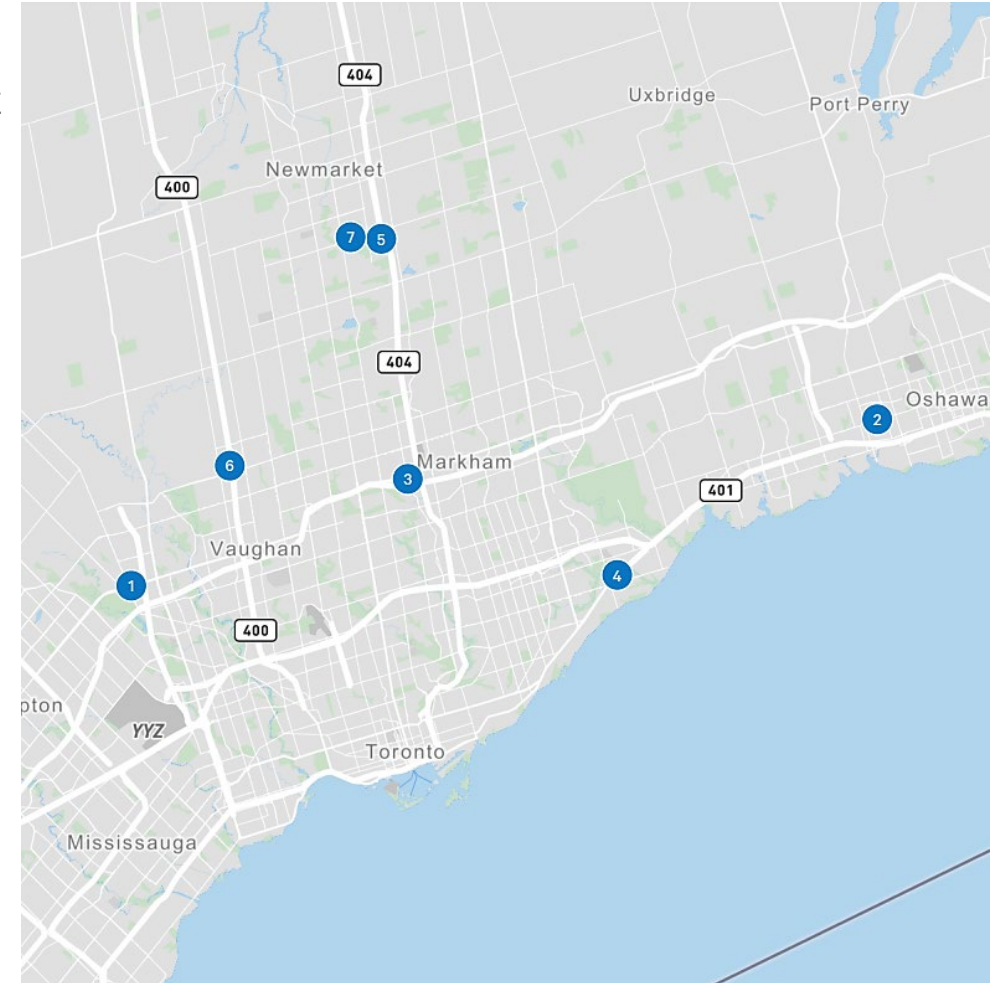 404
Uxbridge
Port Perry
Newmarket
400
7
5
404
Oshawa
2
Markham
6
3
401
Vaughan
4
1
400
pton
YYZ
Toronto
Mississauga